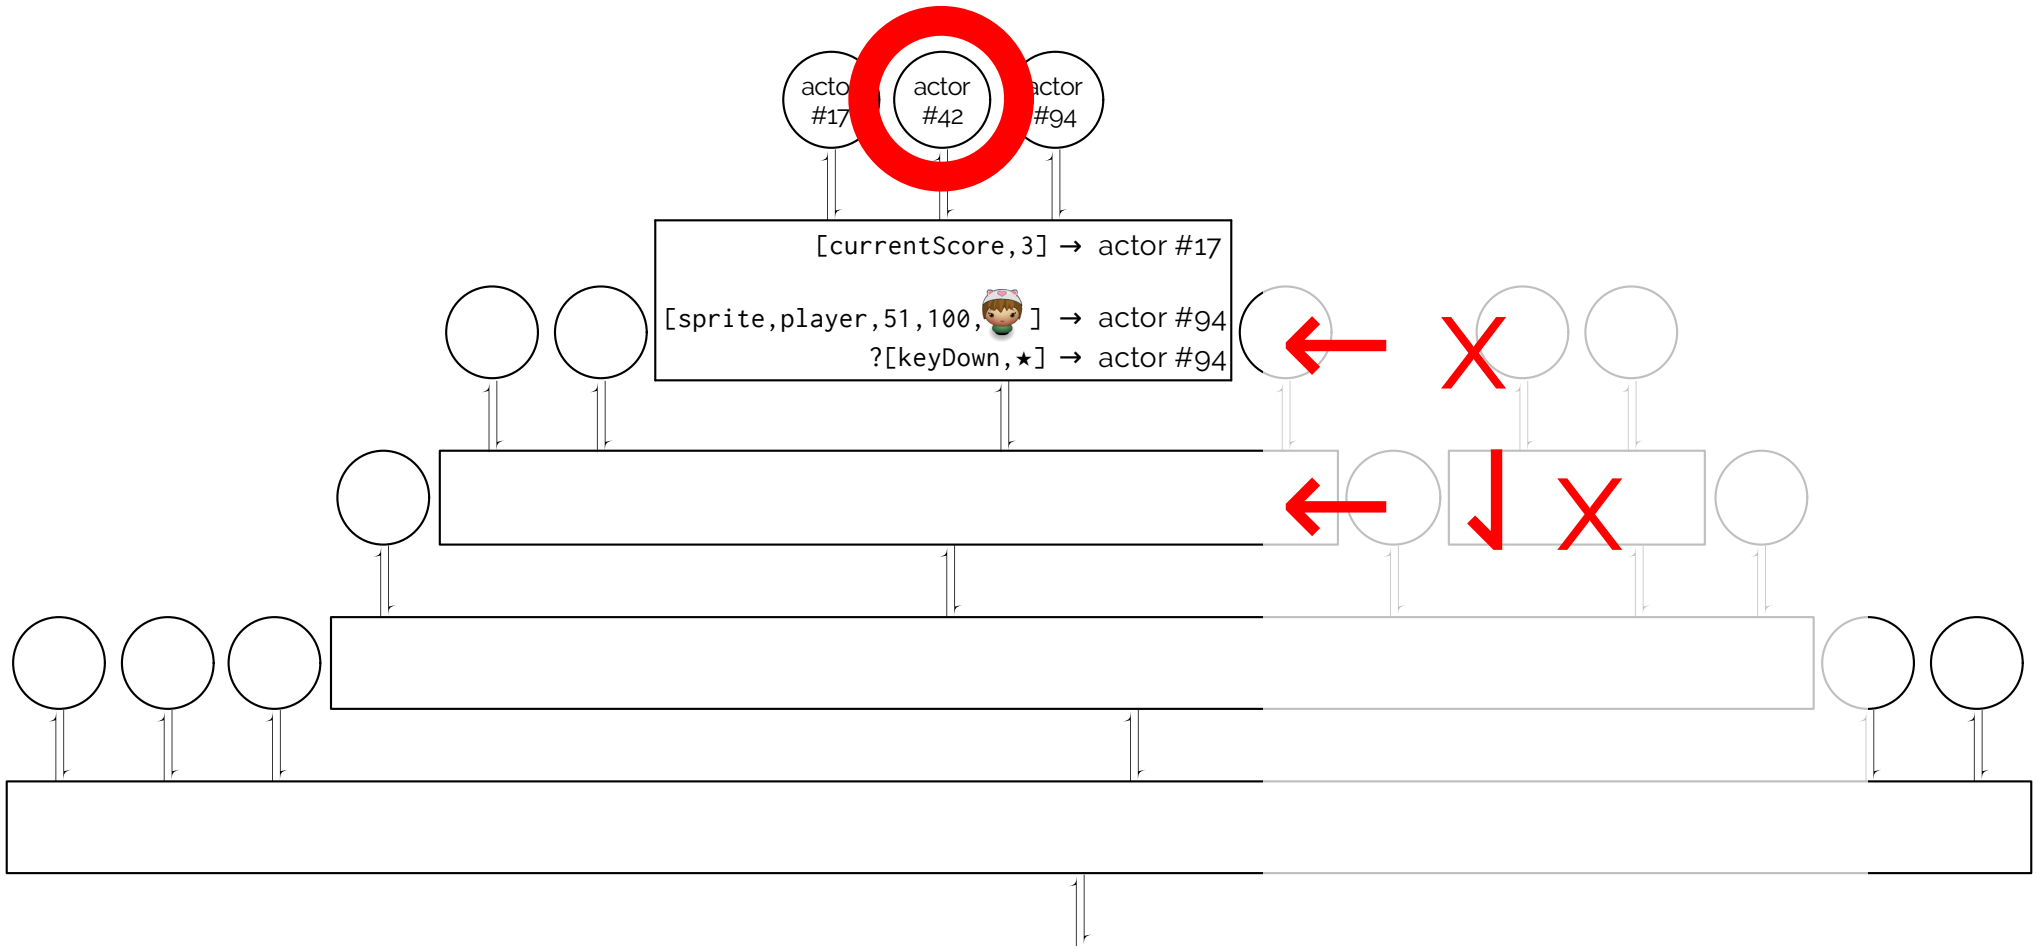 actor
#17
actor
#42
actor
#94
[currentScore,3] → actor #17
[sprite,player,51,100, ] → actor #94
?[keyDown,★] → actor #94
← X
← ⇃ X